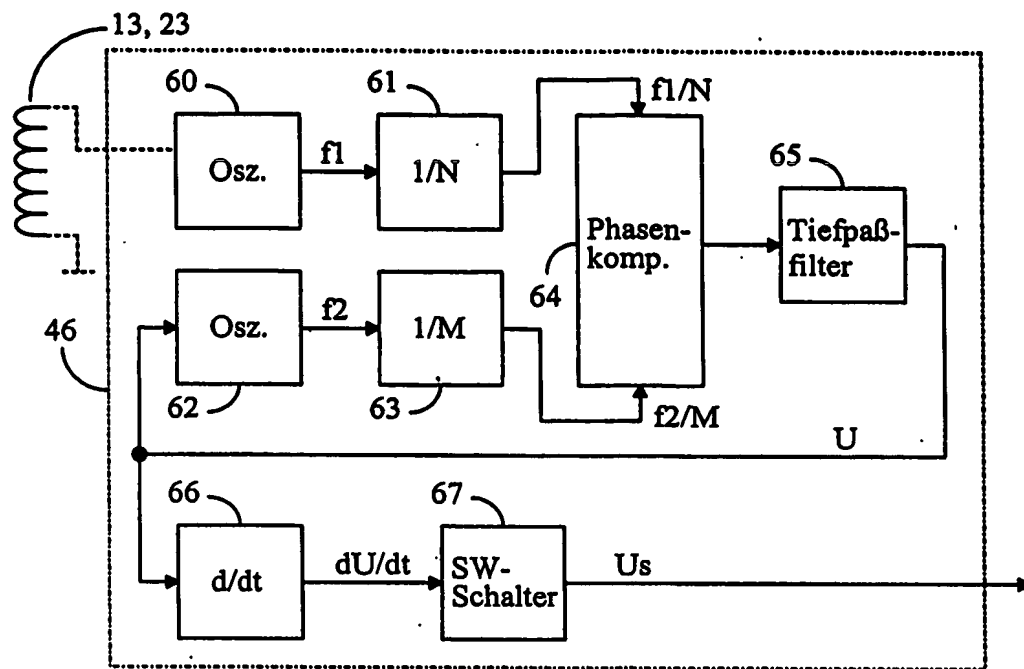 13, 23
60
61
f1/N
Osz.
f1
1/N
65
Phasen-
komp.
Tiefpaß-
filter
64
46
Osz.
f2
1/M
62
63
f2/M
U
66
67
d/dt
dU/dt
SW-
Schalter
Us